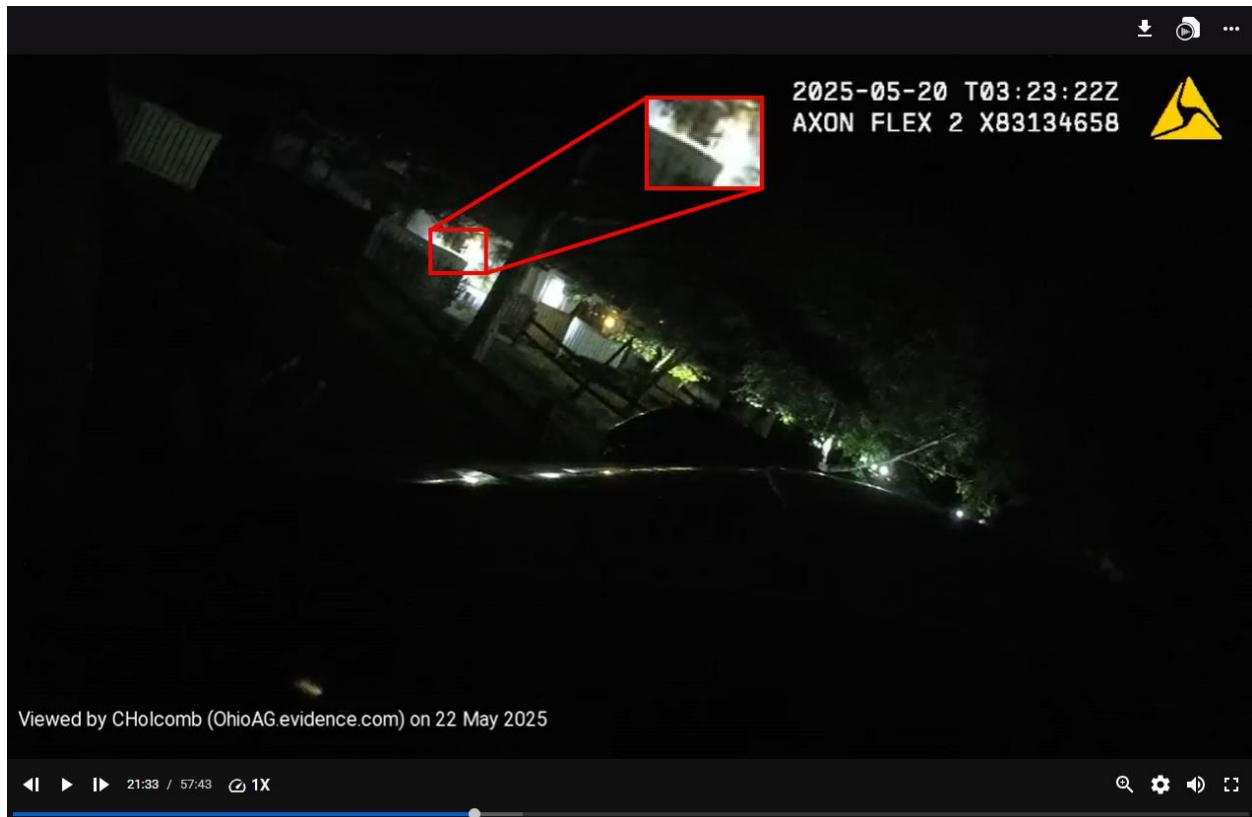 2025-05-20 T03:23:22Z
AXON FLEX 2 X83134658
Viewed by CHolcomb (OhioAG.evidence.com) on 22 May 2025
21:33 / 57:43 1X